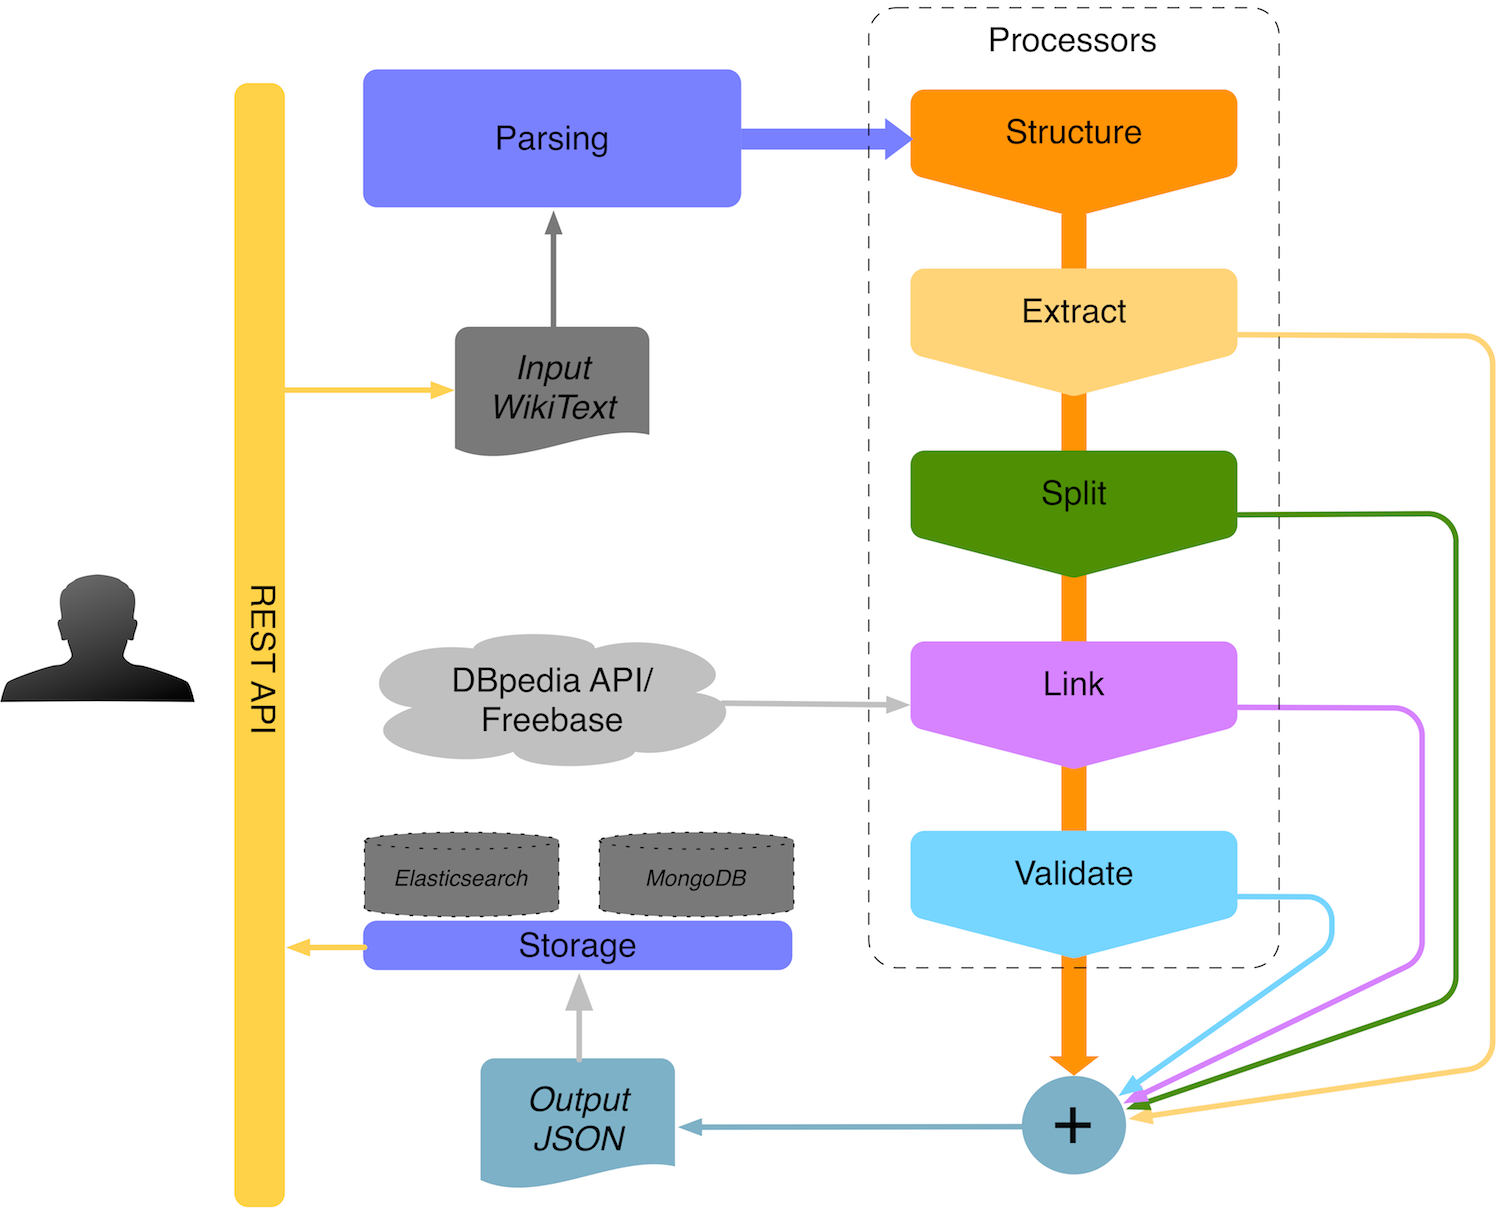 Processors
Parsing
Structure
Extract
Input
WikiText
Split
REST API
DBpedia API/
Freebase
Link
Elasticsearch
MongoDB
Validate
Storage
Output
JSON
+